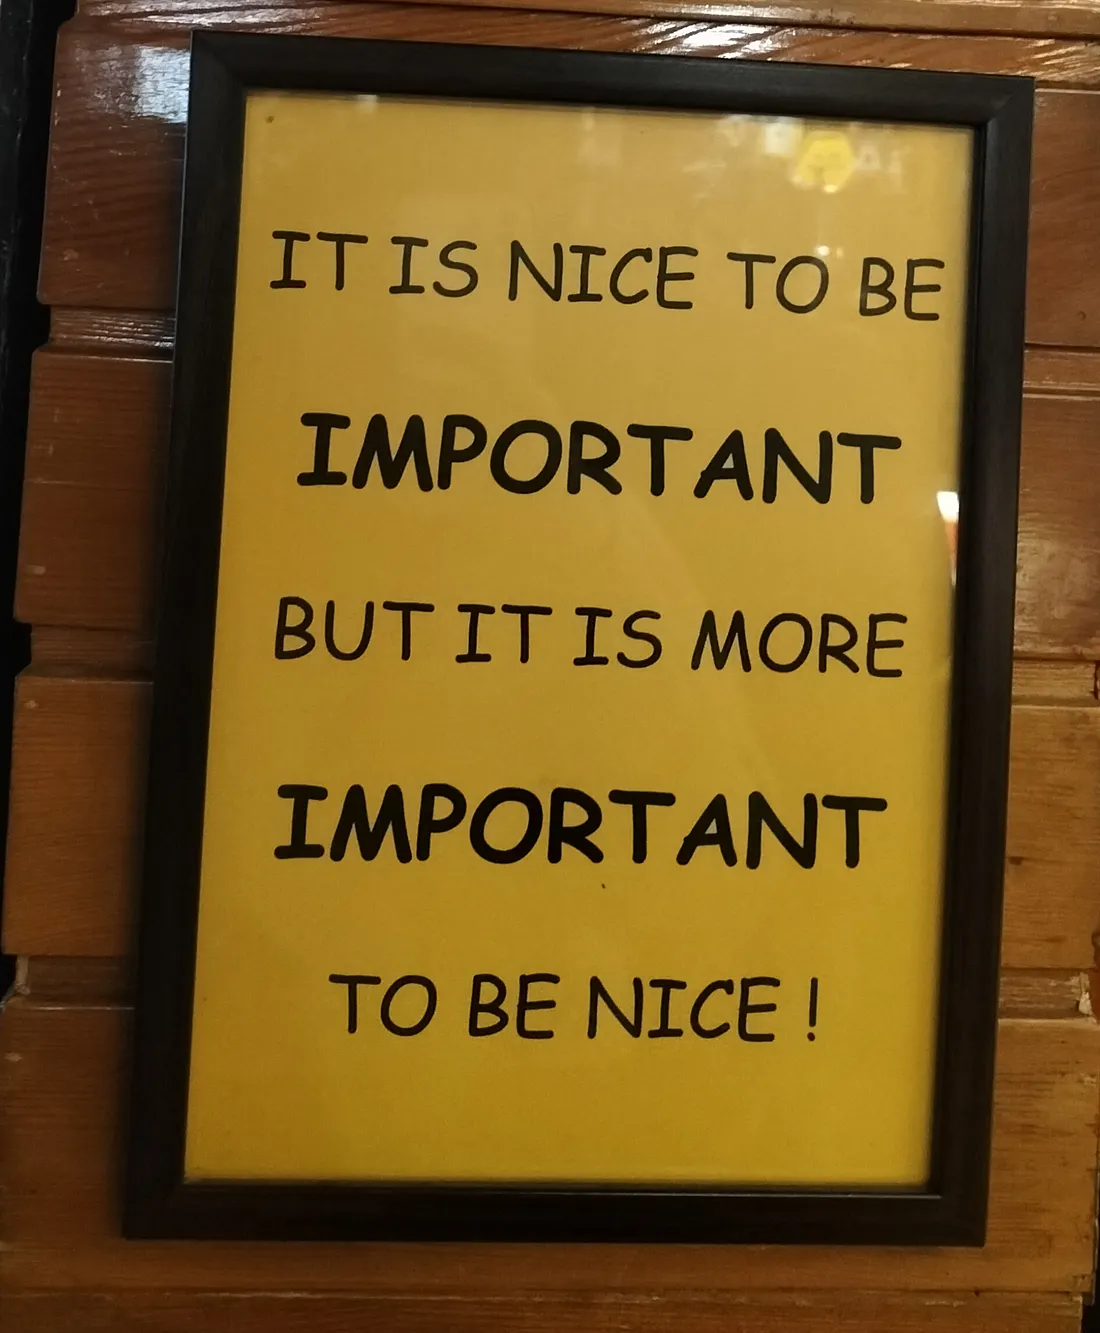 IT IS NICE TO BE
IMPORTANT
BUT IT IS MORE
IMPORTANT
TO BE NICE !